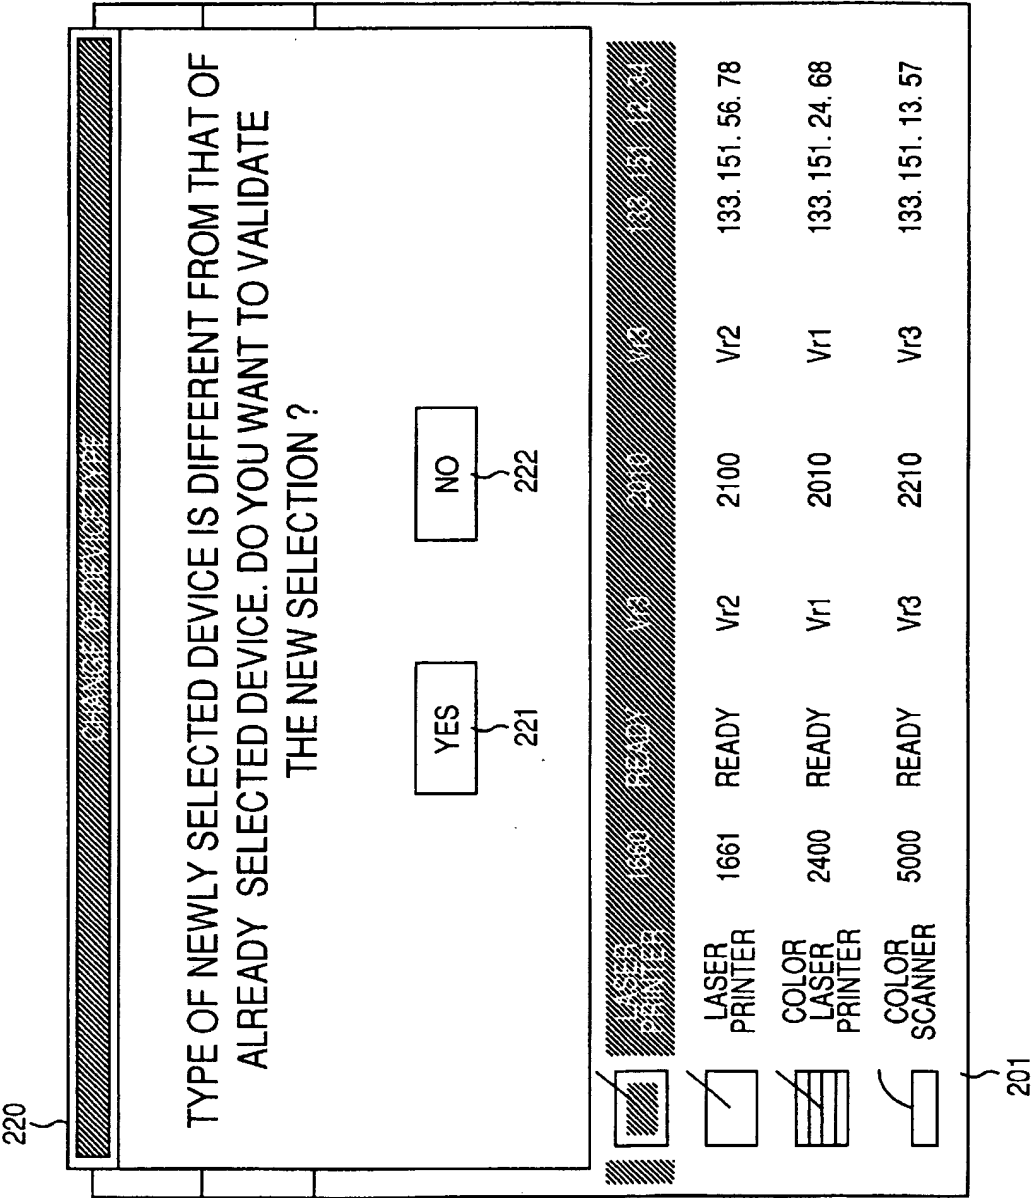 220
CHANGE OF DEVICE TYPE
TYPE OF NEWLY SELECTED DEVICE IS DIFFERENT FROM THAT OF
ALREADY SELECTED DEVICE. DO YOU WANT TO VALIDATE
THE NEW SELECTION ?
YES
NO
221
222
LASER
PRINTER
1660 READY Vr3 2010 Vr3 133. 151. 12. 34
LASER
PRINTER
1661 READY Vr2 2100 Vr2 133. 151. 56. 78
COLOR
LASER
PRINTER
2400 READY Vr1 2010 Vr1 133. 151. 24. 68
COLOR
SCANNER
5000 READY Vr3 2210 Vr3 133. 151. 13. 57
201